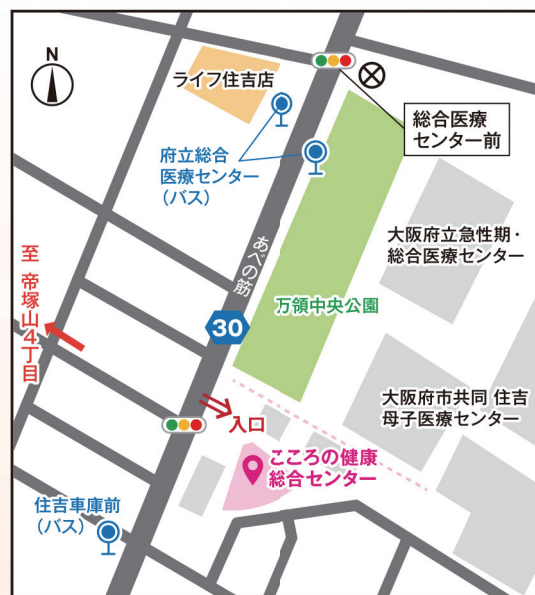 N
ライフ住吉店
総合医療
センター前
府立総合
医療センター
（バス）
大阪府立急性期・
総合医療センター
あべの筋
至 帝塚山4丁目
30
万領中央公園
大阪府市共同 住吉
母子医療センター
入口
こころの健康
総合センター
住吉車庫前
（バス）